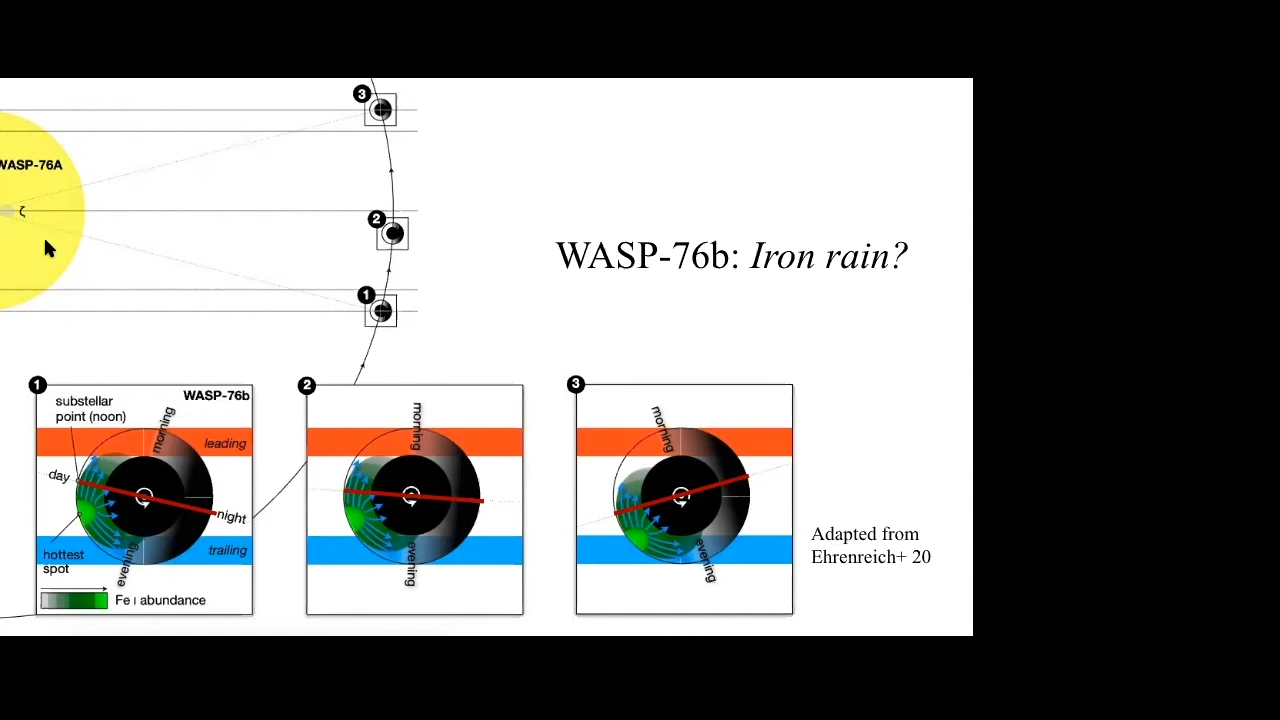 3
WASP-76A
ζ
2
1
WASP-76b: Iron rain?
1
WASP-76b
substellar
point (noon)
morning
leading
day
night
trailing
hottest
spot
evening
Fe I abundance
2
morning
evening
3
morning
evening
Adapted from
Ehrenreich+ 20